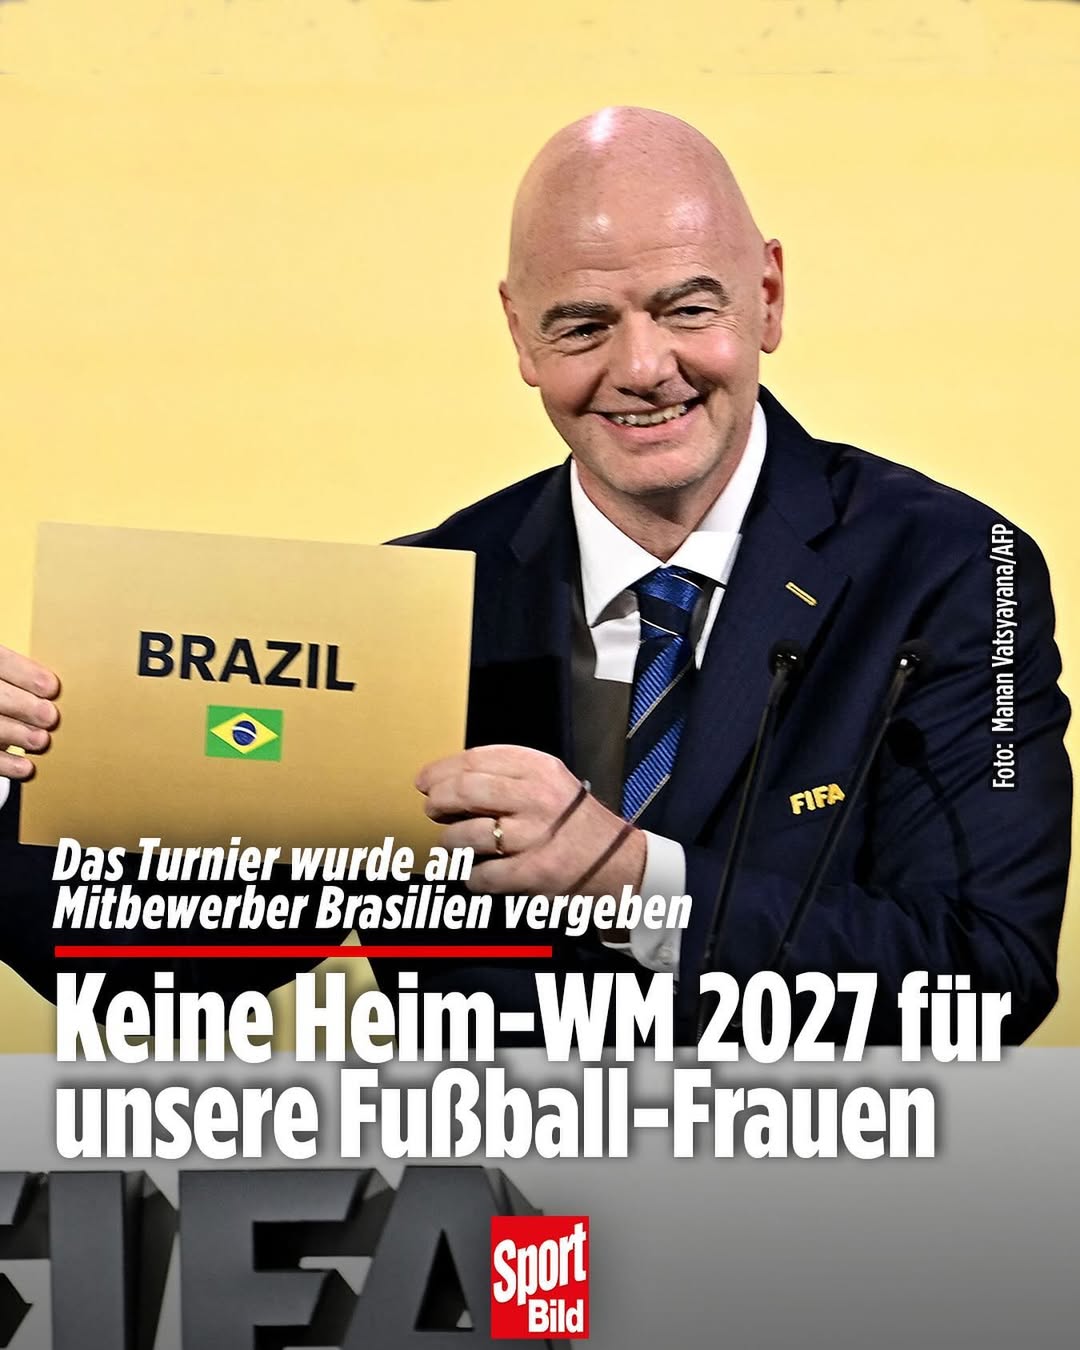 BRAZIL
Foto: Manan Vatsyayana/AFP
FIFA
Das Turnier wurde an
Mitbewerber Brasilien vergeben
Keine Heim-WM 2027 für
unsere Fußball-Frauen
FIFA
Sport
Bild